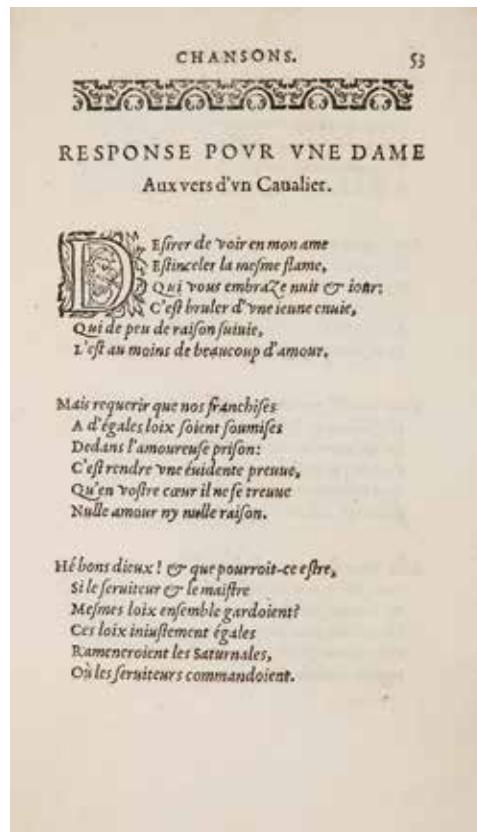 CHANSONS. 53
RESPONSE POVR VNE DAME
Aux vers d'vn Caualier.
DEsirer de voir en mon ame
Estinceler la mesme flame,
Qui vous embraze nuit & iour:
C'est bruler d'vne ieune enuie,
Qui de peu de raison suiuie,
L'est au moins de beaucoup d'amour.
Mais requerir que nos franchises
A d'égales loix soient soumises
Dedans l'amoureuse prison:
C'est rendre vne éuidente preuue,
Qu'en vostre cœur il ne se treuue
Nulle amour ny nulle raison.
Hé bons dieux ! & que pourroit-ce estre,
Si le seruiteur & le maistre
Mesmes loix ensemble gardoient?
Ces loix iniustement égales
Rameneroient les Saturnales,
Où les seruiteurs commandoient.